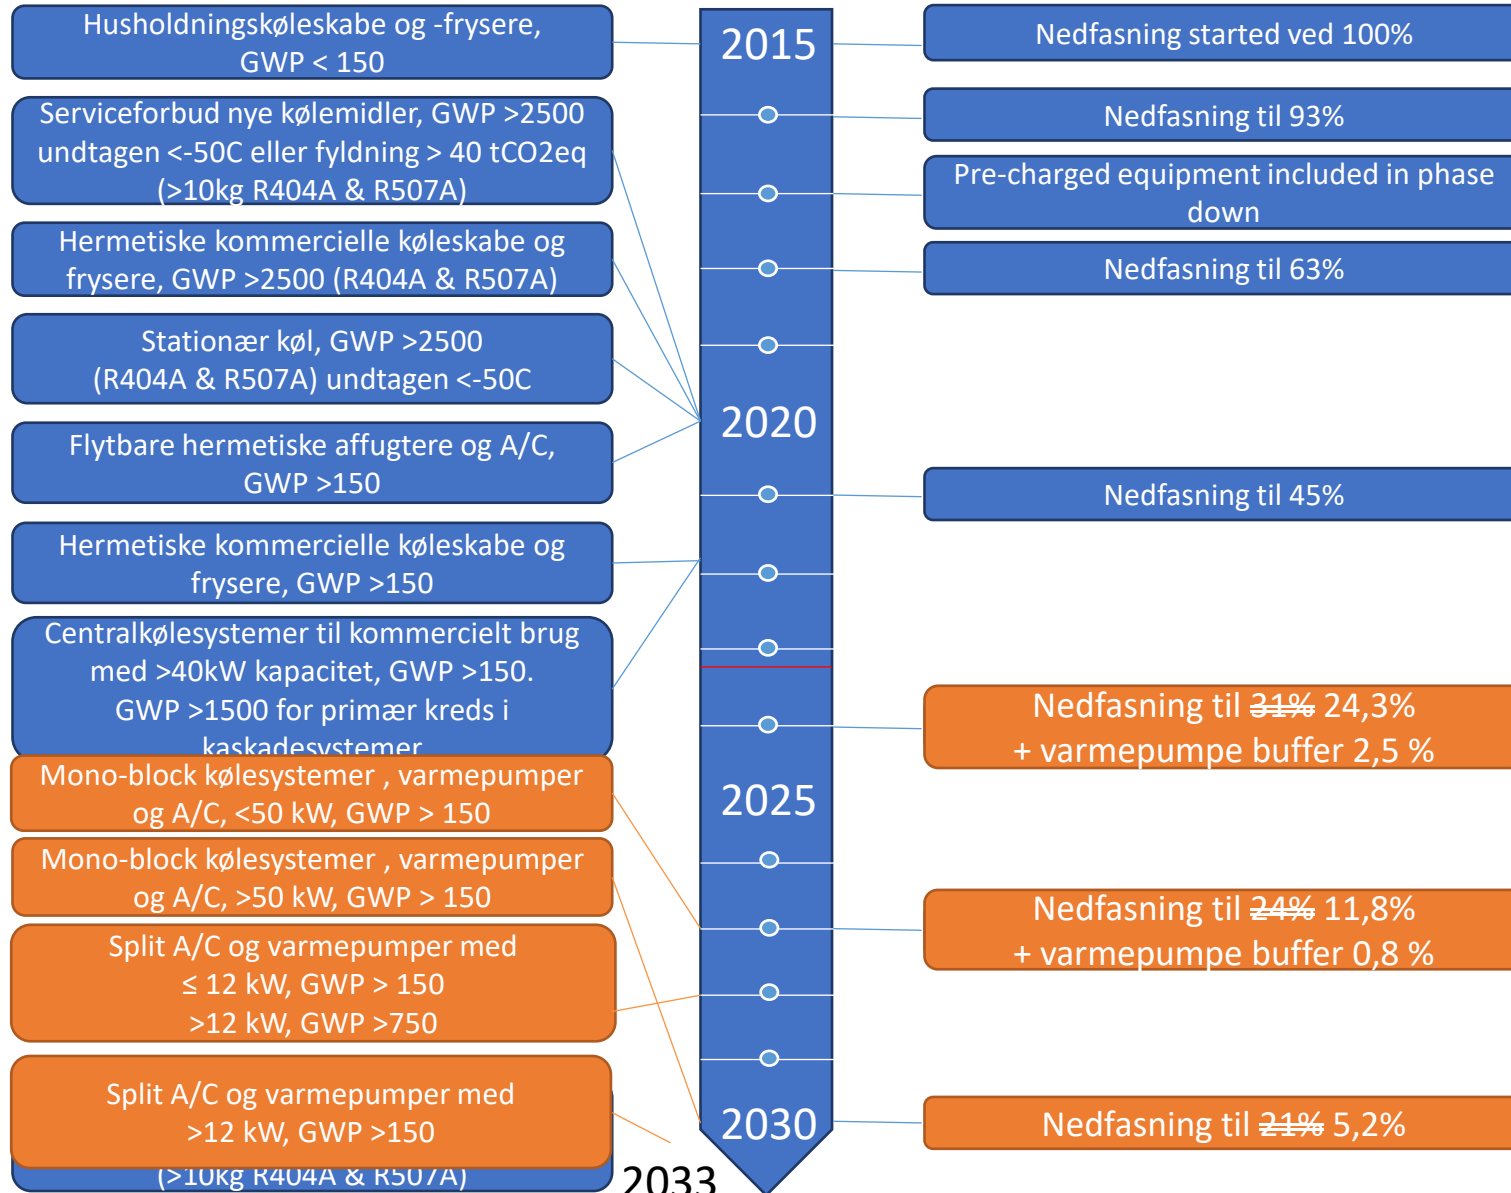 Husholdningskøleskabe og -frysere,
GWP < 150
Serviceforbud nye kølemidler, GWP >2500
undtagen <-50C eller fyldning > 40 tCO2eq
(>10kg R404A & R507A)
Hermetiske kommercielle køleskabe og
frysere, GWP >2500 (R404A & R507A)
Stationær køl, GWP >2500
(R404A & R507A) undtagen <-50C
Flytbare hermetiske affugtere og A/C,
GWP >150
Hermetiske kommercielle køleskabe og
frysere, GWP >150
Centralkølesystemer til kommercielt brug
med >40kW kapacitet, GWP >150.
GWP >1500 for primær kreds i
kaskadesystemer
Mono-block kølesystemer , varmepumper
og A/C, <50 kW, GWP > 150
Mono-block kølesystemer , varmepumper
og A/C, >50 kW, GWP > 150
Split A/C og varmepumper med
≤ 12 kW, GWP > 150
>12 kW, GWP >750
Split A/C og varmepumper med
>12 kW, GWP >150
(>10kg R404A & R507A)
2015
2020
2025
2030
2033
Nedfasning started ved 100%
Nedfasning til 93%
Pre-charged equipment included in phase
down
Nedfasning til 63%
Nedfasning til 45%
Nedfasning til 31% 24,3%
+ varmepumpe buffer 2,5 %
Nedfasning til 24% 11,8%
+ varmepumpe buffer 0,8 %
Nedfasning til 21% 5,2%